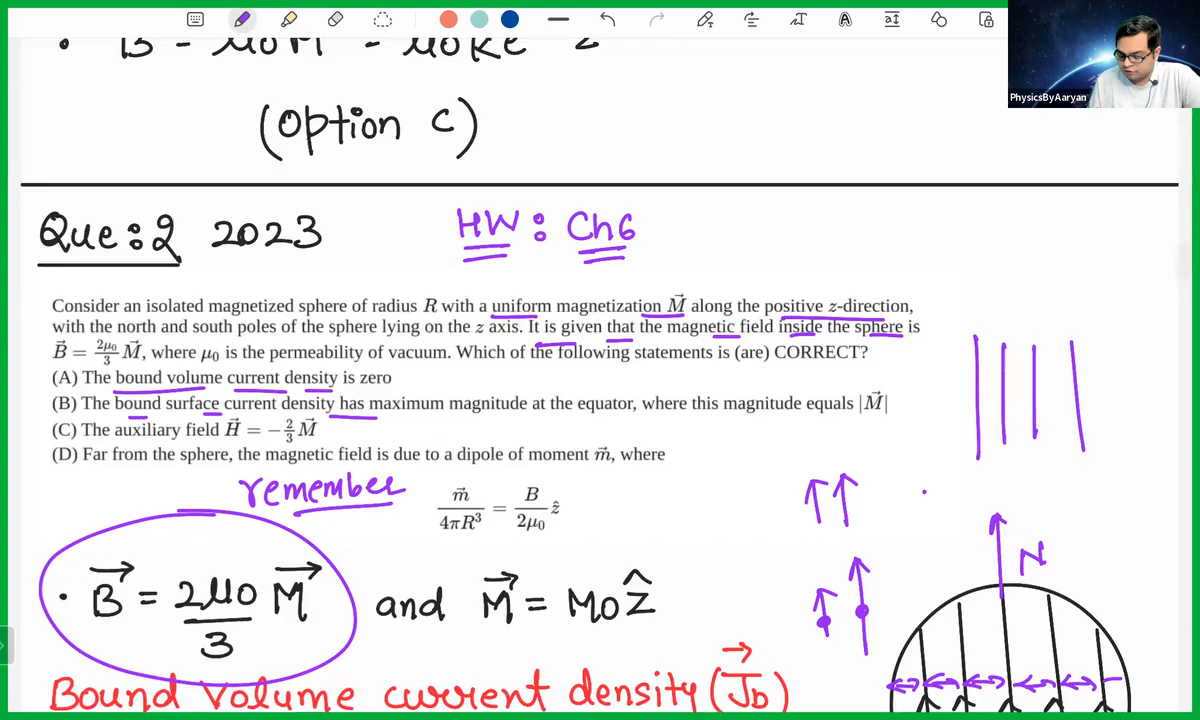 PhysicsByAaryan
(option c)
Que:2 2023 HW: Ch6
Consider an isolated magnetized sphere of radius R with a uniform magnetization M⃗ along the positive z-direction,
with the north and south poles of the sphere lying on the z axis. It is given that the magnetic field inside the sphere is
B⃗ = 2μ₀/3 M⃗, where μ₀ is the permeability of vacuum. Which of the following statements is (are) CORRECT?
(A) The bound volume current density is zero
(B) The bound surface current density has maximum magnitude at the equator, where this magnitude equals |M⃗|
(C) The auxiliary field H⃗ = −2/3 M⃗
(D) Far from the sphere, the magnetic field is due to a dipole of moment m⃗, where
remember
m⃗/4πR³ = B/2μ₀ ẑ
N
• B⃗ = 2μ₀/3 M⃗ and M⃗ = M₀ẑ
Bound Volume current density (J⃗b)